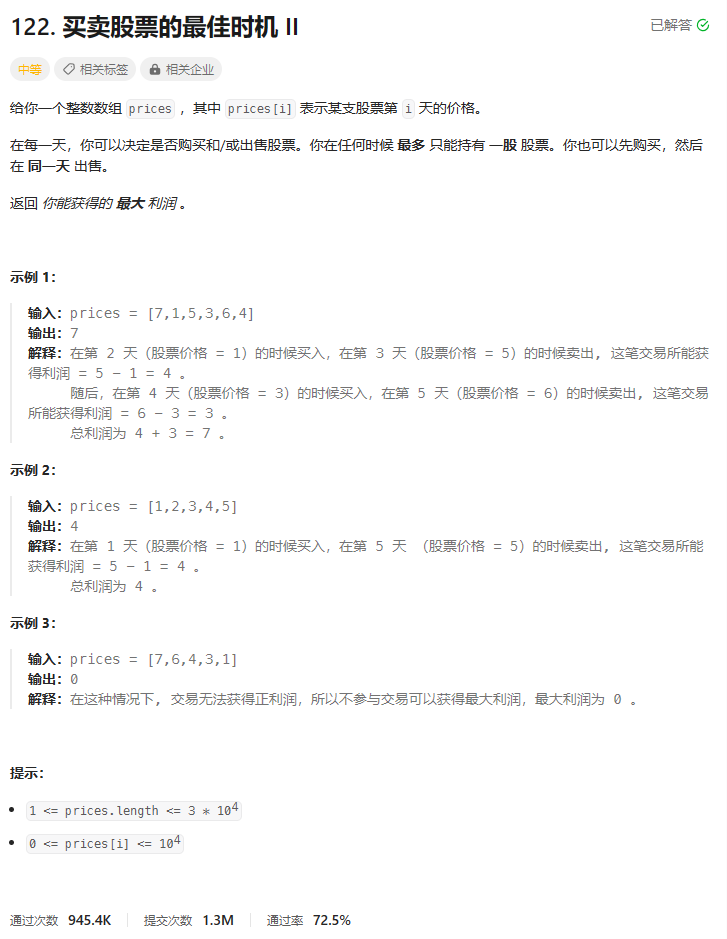 122. 买卖股票的最佳时机 II
已解答
中等 相关标签 相关企业
给你一个整数数组 prices ，其中 prices[i] 表示某支股票第 i 天的价格。
在每一天，你可以决定是否购买和/或出售股票。你在任何时候 最多 只能持有 一股 股票。你也可以先购买，然后
在 同一天 出售。
返回 你能获得的 最大 利润 。
示例 1：
输入：prices = [7,1,5,3,6,4]
输出：7
解释：在第 2 天（股票价格 = 1）的时候买入，在第 3 天（股票价格 = 5）的时候卖出, 这笔交易所能获
得利润 = 5 - 1 = 4 。
随后，在第 4 天（股票价格 = 3）的时候买入，在第 5 天（股票价格 = 6）的时候卖出, 这笔交易
所能获得利润 = 6 - 3 = 3 。
总利润为 4 + 3 = 7 。
示例 2：
输入：prices = [1,2,3,4,5]
输出：4
解释：在第 1 天（股票价格 = 1）的时候买入，在第 5 天 （股票价格 = 5）的时候卖出, 这笔交易所能
获得利润 = 5 - 1 = 4 。
总利润为 4 。
示例 3：
输入：prices = [7,6,4,3,1]
输出：0
解释：在这种情况下, 交易无法获得正利润，所以不参与交易可以获得最大利润，最大利润为 0 。
提示：
1 <= prices.length <= 3 * 10⁴
0 <= prices[i] <= 10⁴
通过次数 945.4K 提交次数 1.3M 通过率 72.5%